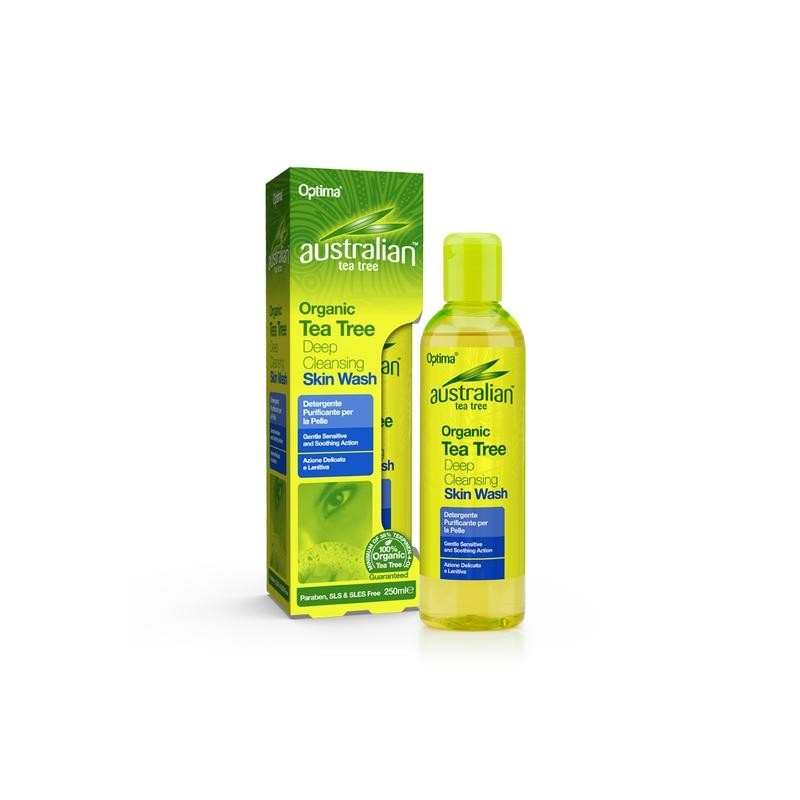 Optima®
australian™
tea tree
Organic
Tea Tree
Deep
Cleansing
Skin Wash
Detergente
Purificante per
la Pelle
Gentle Sensitive
and Soothing Action
Azione Delicata
e Lenitiva
100%
Organic
Tea Tree
Guaranteed
Paraben, SLS & SLES Free 250ml℮
Optima®
australian™
tea tree
Organic
Tea Tree
Deep
Cleansing
Skin Wash
Detergente
Purificante per
la Pelle
Gentle Sensitive
and Soothing Action
Azione Delicata
e Lenitiva